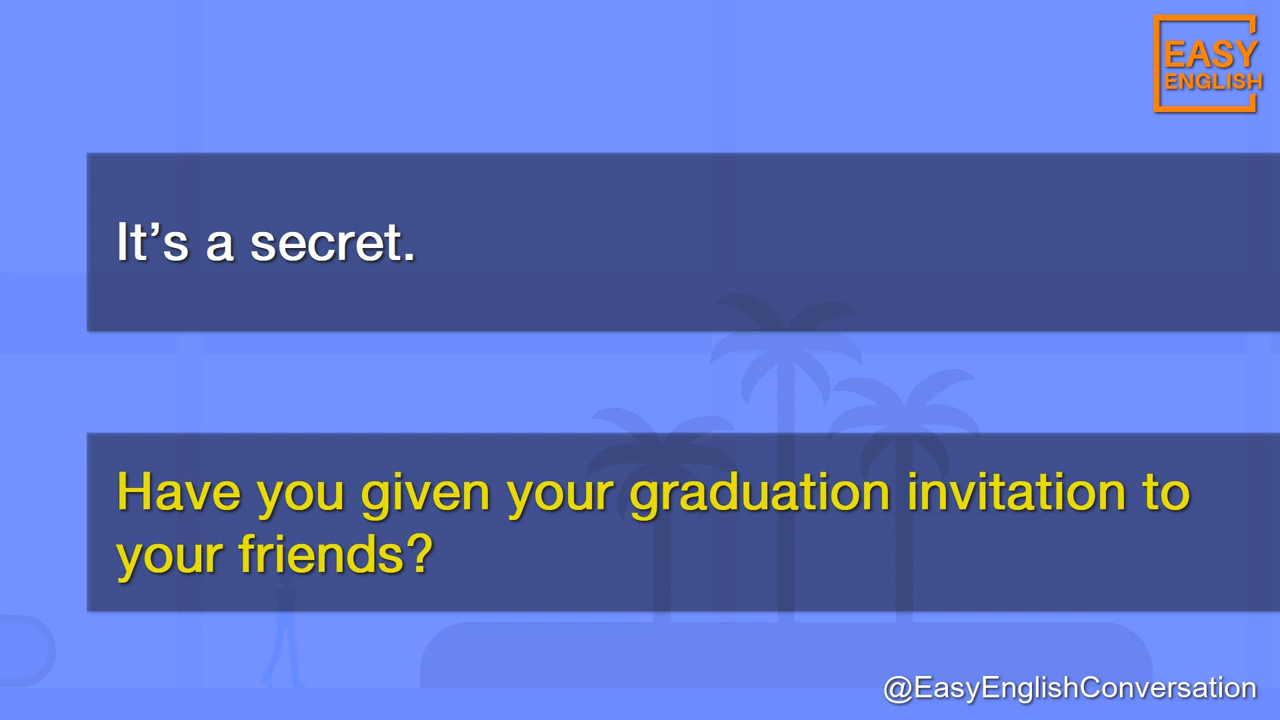 EASY
ENGLISH
It’s a secret.
Have you given your graduation invitation to
your friends?
@EasyEnglishConversation